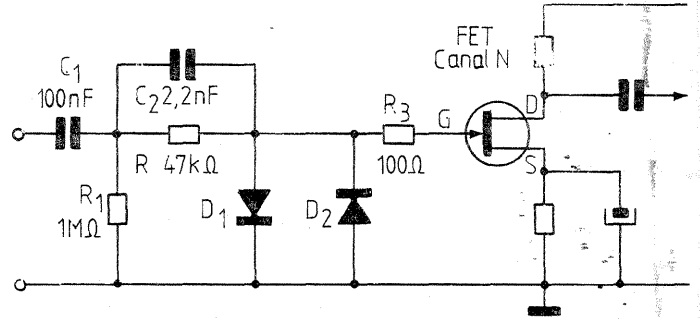 C1
100nF
C2 2,2nF
R 47kΩ
R1
1MΩ
D1
D2
R3
100Ω
G
FET
Canal N
D
S